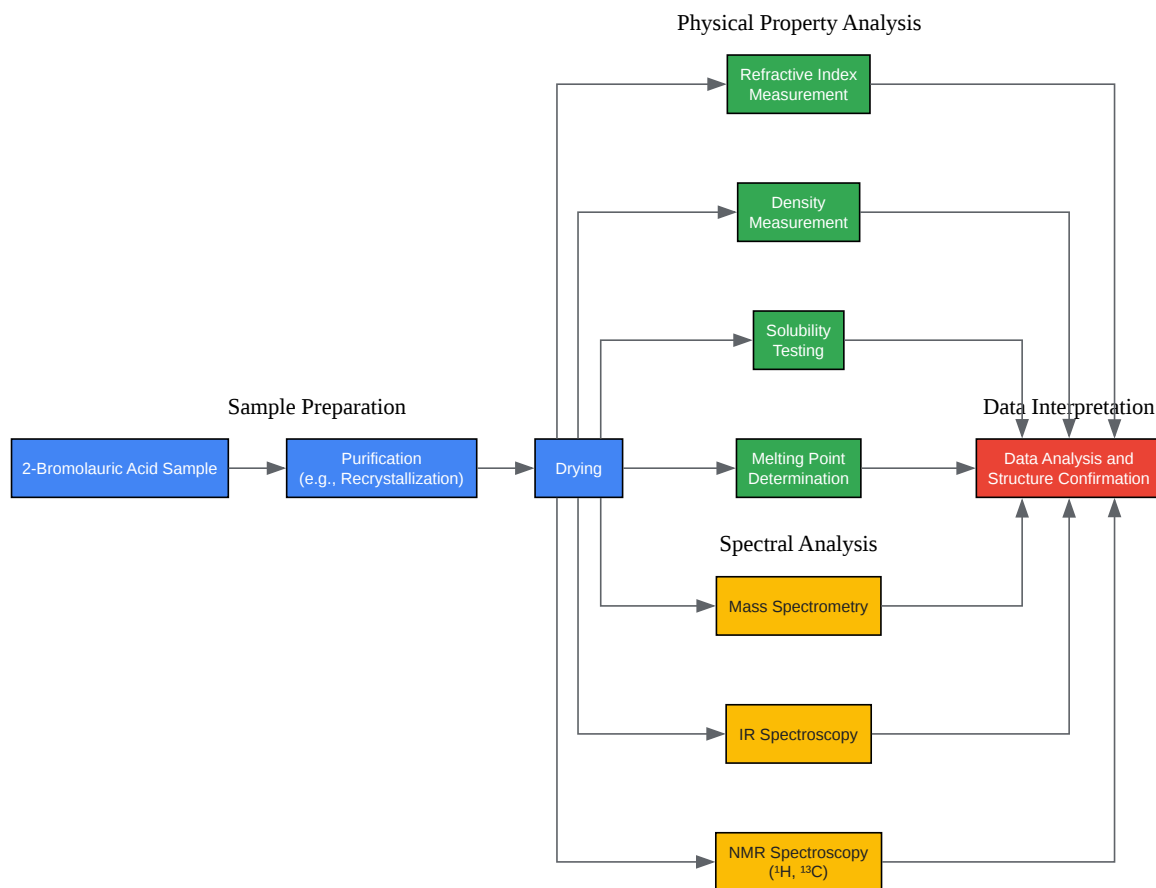 Physical Property Analysis
Refractive Index
Measurement
Density
Measurement
Solubility
Testing
Sample Preparation
Data Interpretation
2-Bromolauric Acid Sample
Purification
(e.g., Recrystallization)
Drying
Melting Point
Determination
Data Analysis and
Structure Confirmation
Spectral Analysis
Mass Spectrometry
IR Spectroscopy
NMR Spectroscopy
(¹H, ¹³C)